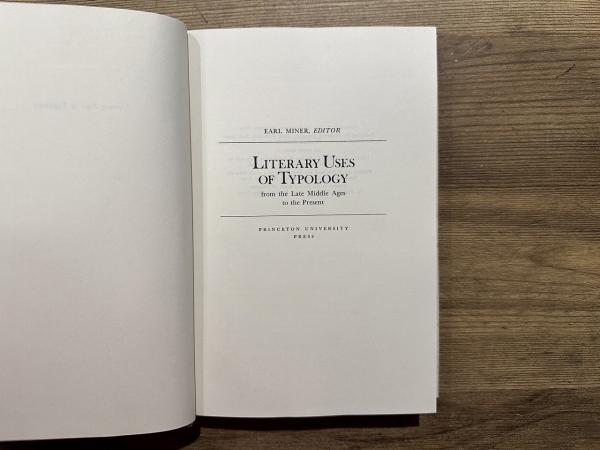 EARL MINER, EDITOR
LITERARY USES
OF TYPOLOGY
from the Late Middle Ages
to the Present
PRINCETON UNIVERSITY
PRESS